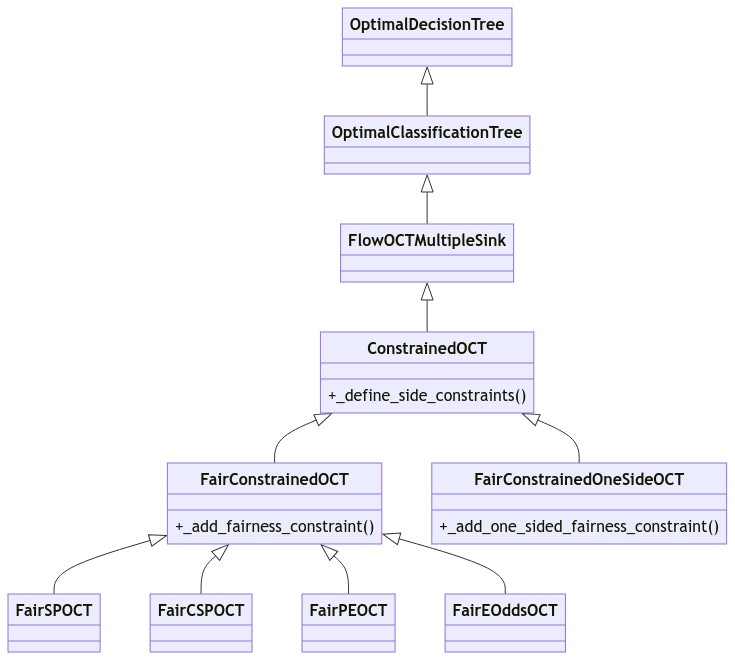 OptimalDecisionTree
OptimalClassificationTree
FlowOCTMultipleSink
ConstrainedOCT
+_define_side_constraints()
FairConstrainedOCT
+_add_fairness_constraint()
FairConstrainedOneSideOCT
+_add_one_sided_fairness_constraint()
FairSPOCT
FairCSPOCT
FairPEOCT
FairEOddsOCT